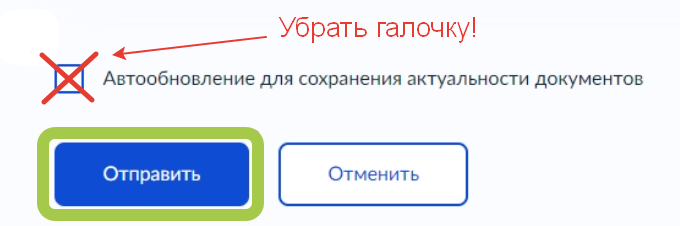 Убрать галочку!
Автообновление для сохранения актуальности документов
Отправить
Отменить